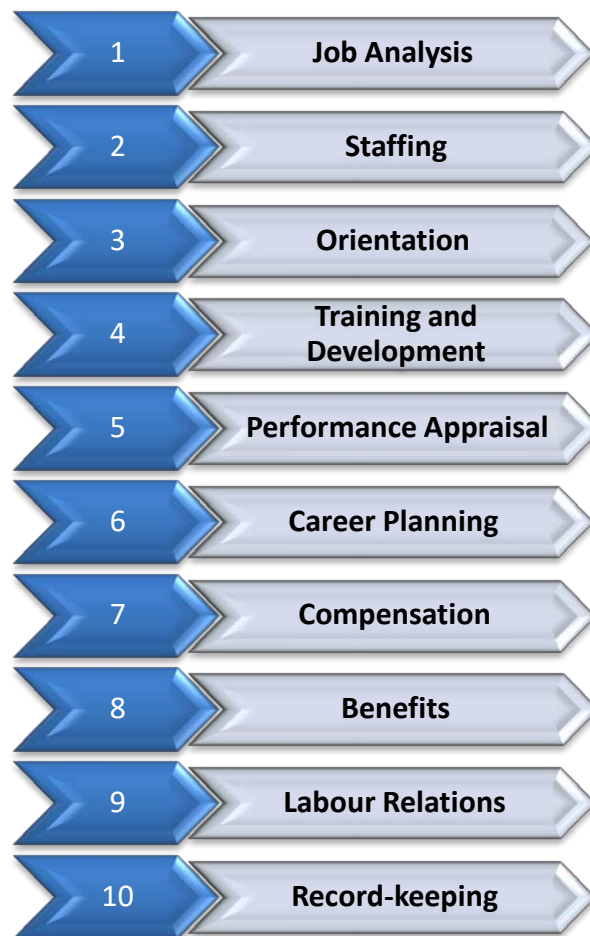 1 Job Analysis
2 Staffing
3 Orientation
4 Training and
Development
5 Performance Appraisal
6 Career Planning
7 Compensation
8 Benefits
9 Labour Relations
10 Record-keeping